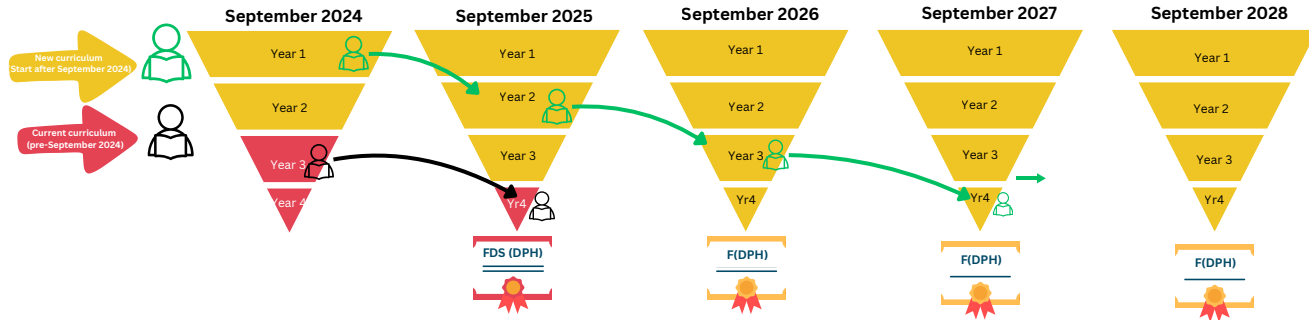 September 2024
September 2025
September 2026
September 2027
September 2028
New curriculum
(Start after September 2024)
Current curriculum
(pre-September 2024)
Year 1
Year 2
Year 3
Year 4
Year 1
Year 2
Year 3
Yr4
FDS (DPH)
Year 1
Year 2
Year 3
Yr4
F(DPH)
Year 1
Year 2
Year 3
Yr4
F(DPH)
Year 1
Year 2
Year 3
Yr4
F(DPH)